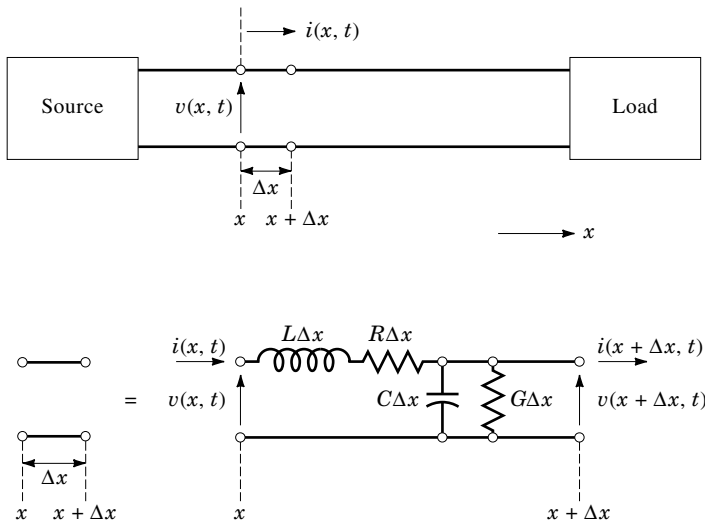 i(x, t)
Source
v(x, t)
Load
Δx
x x + Δx
x
LΔx RΔx
i(x, t) i(x + Δx, t)
= v(x, t) CΔx GΔx v(x + Δx, t)
Δx
x x + Δx x x + Δx